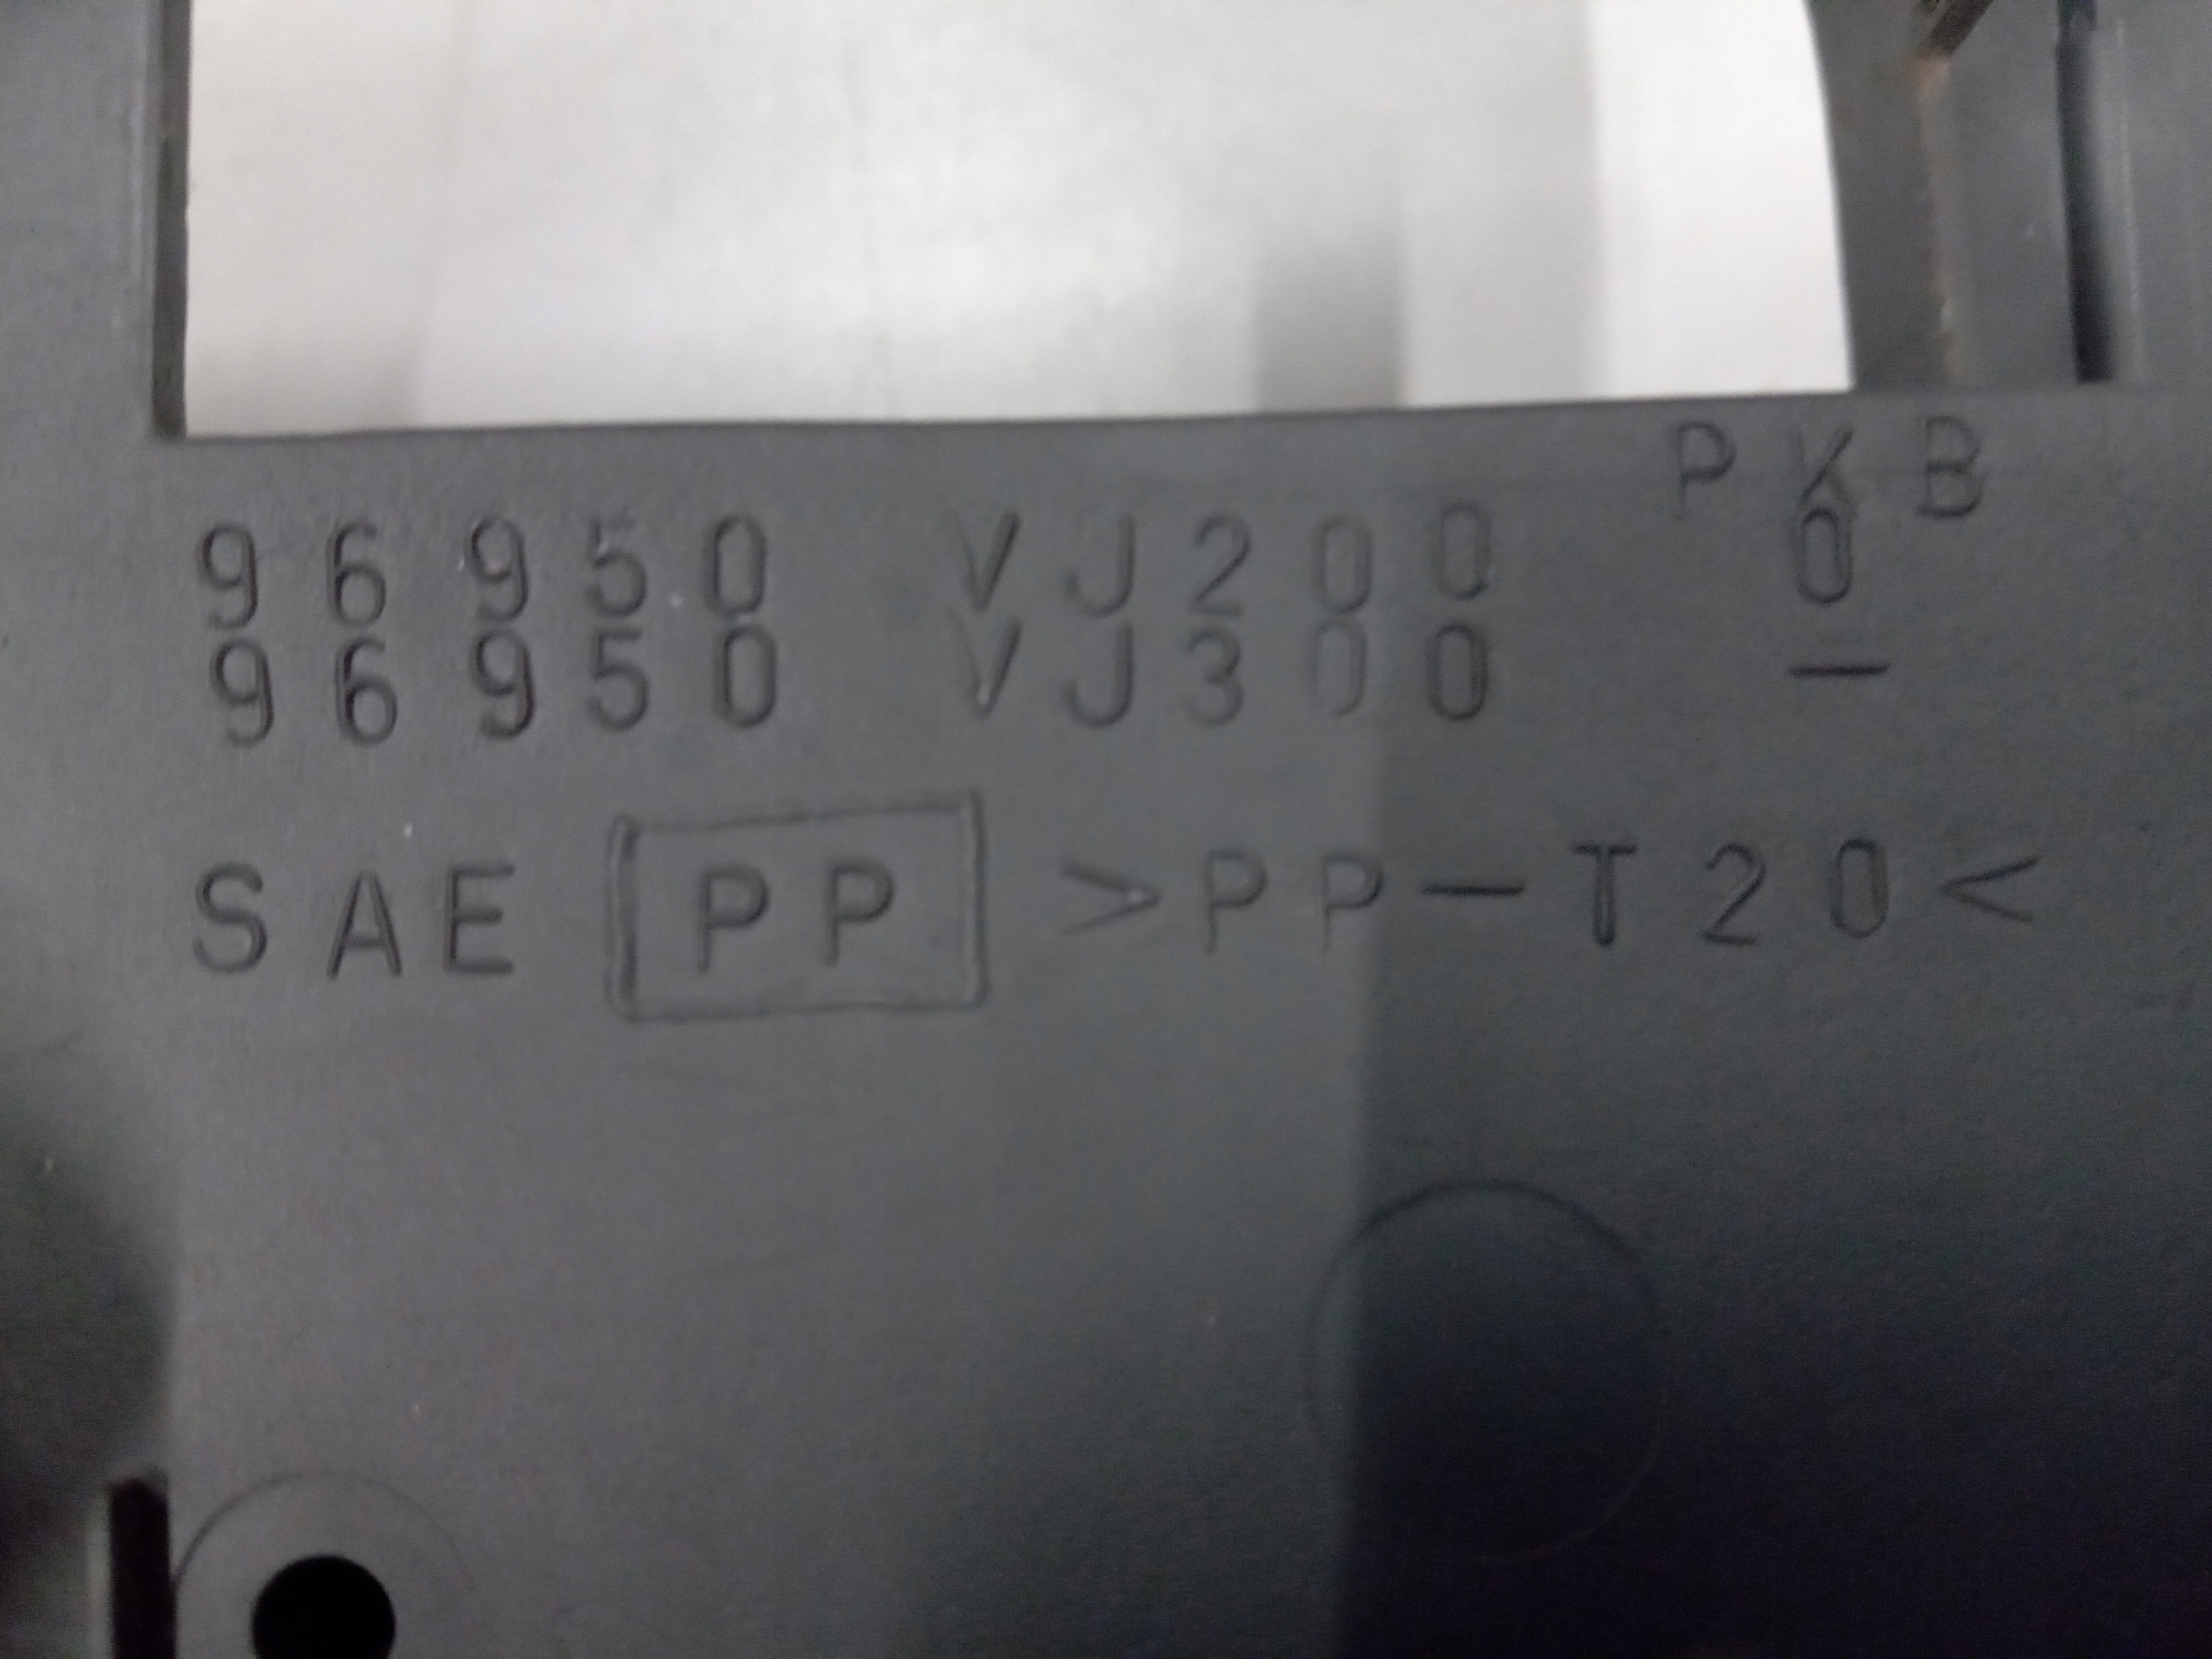 PKB
96950 VJ200 0
96950 VJ300 —
SAE PP >PP-T20<